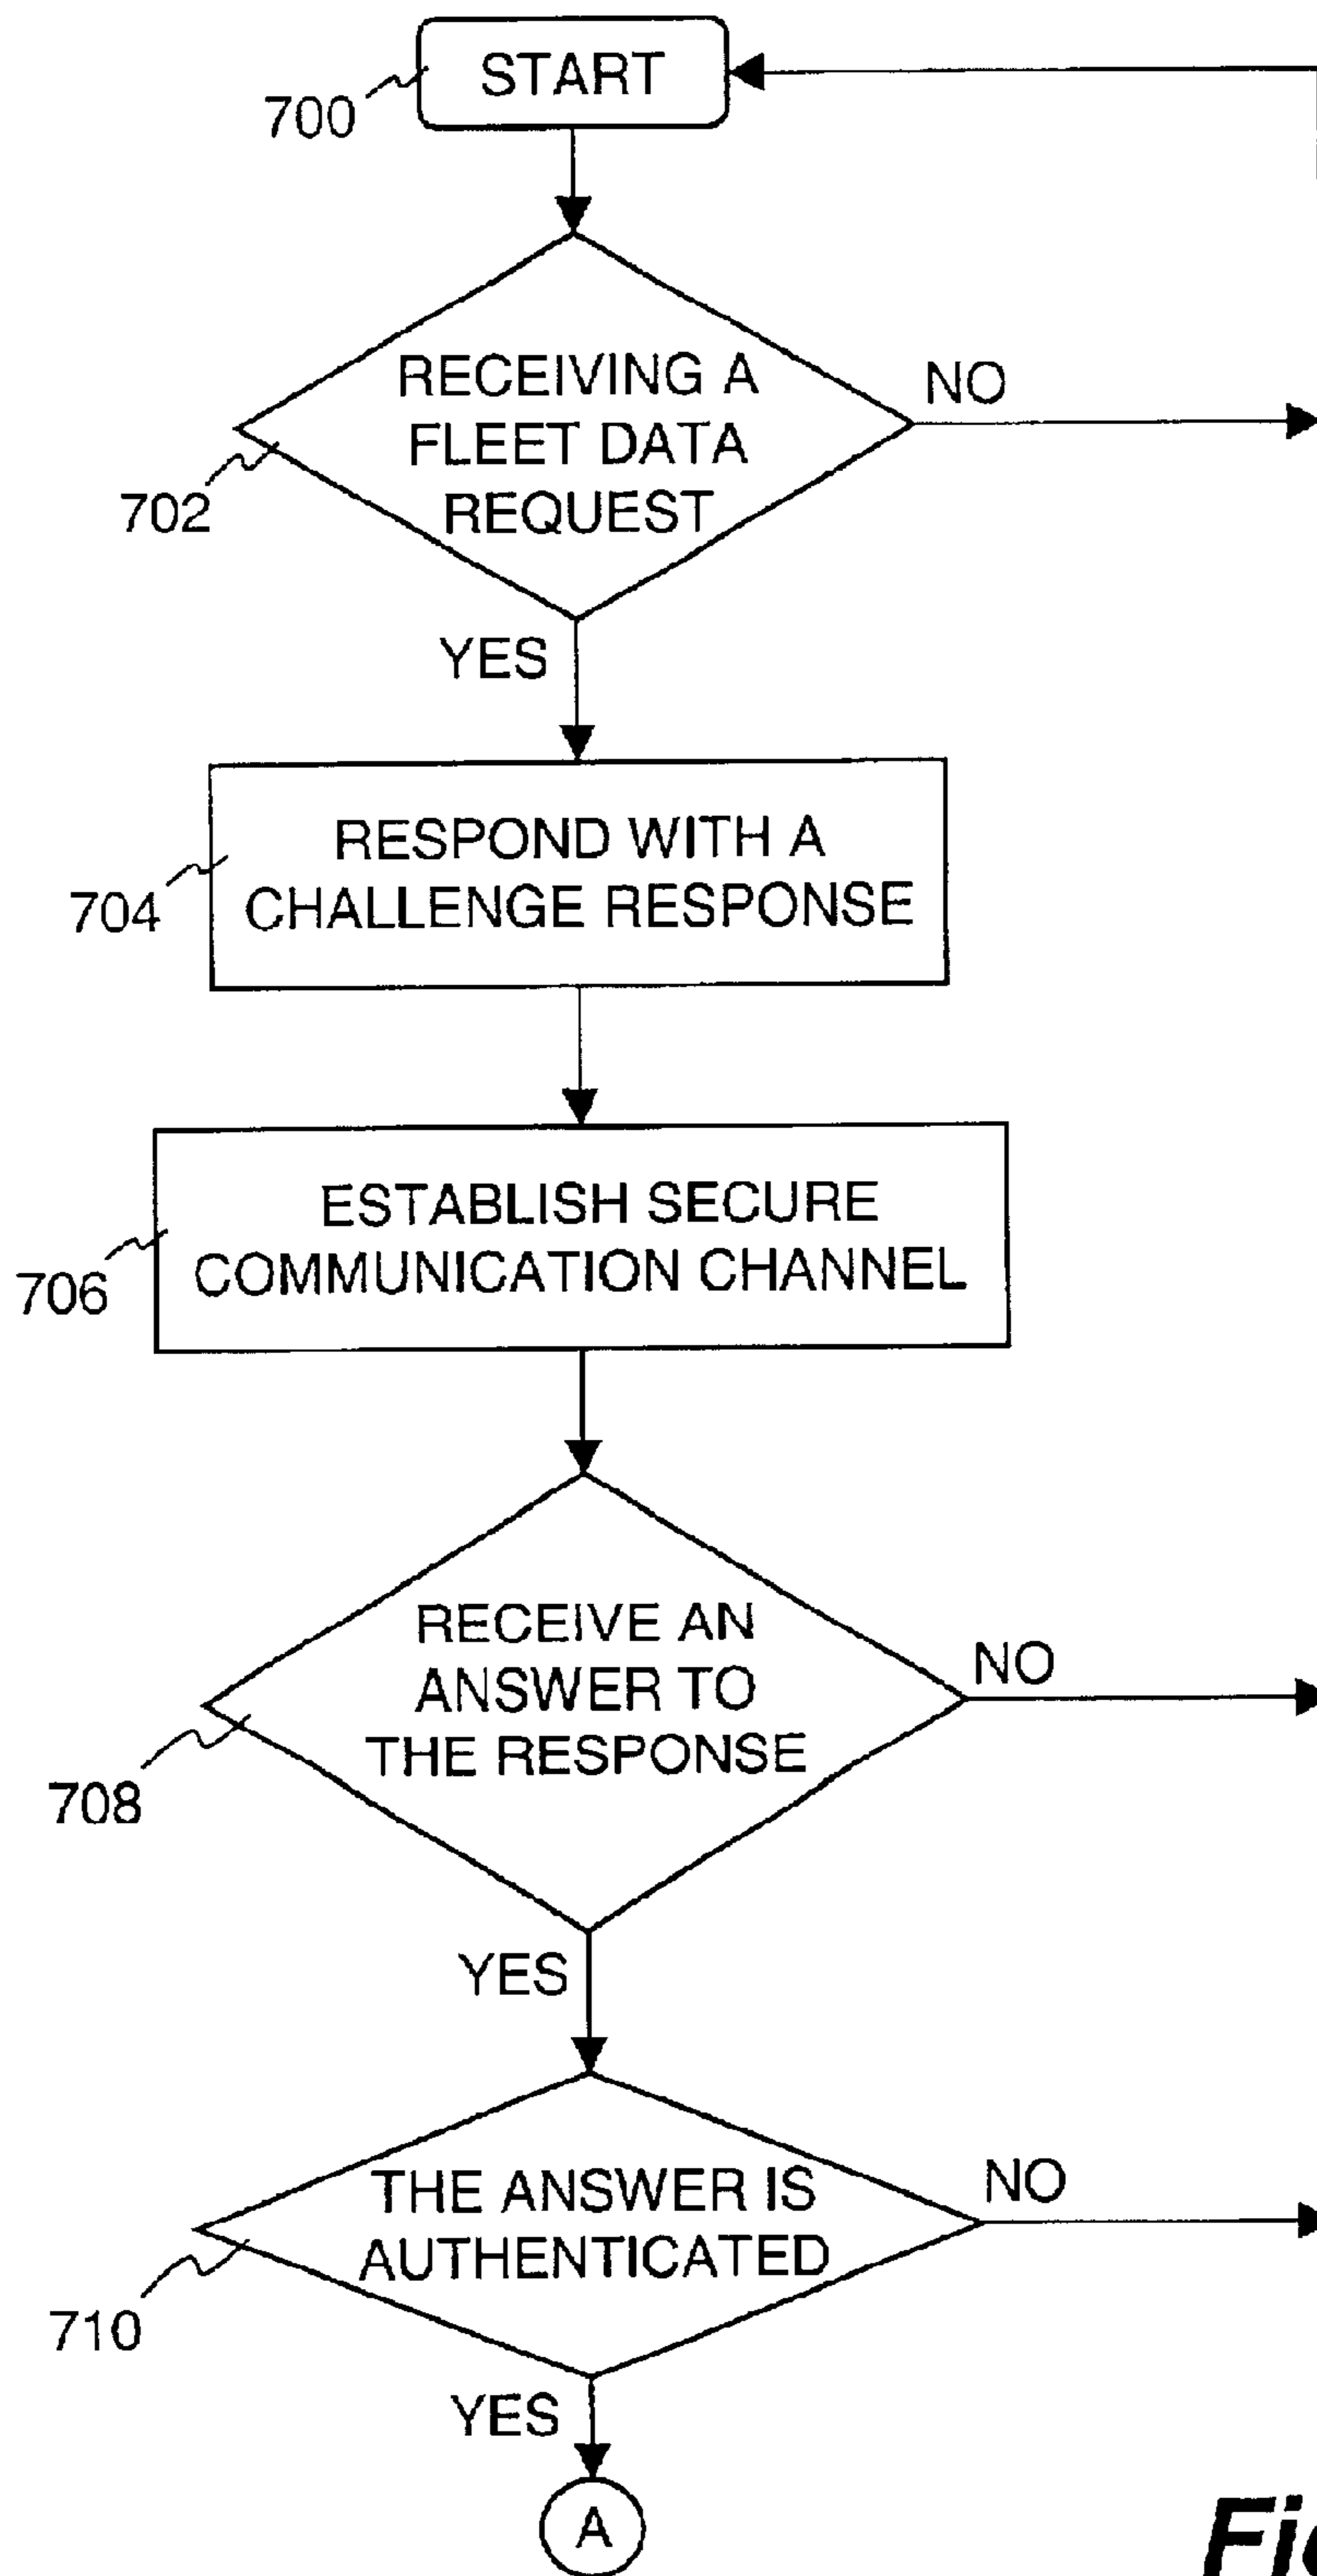 START
700
RECEIVING A
FLEET DATA
REQUEST
NO
702
YES
RESPOND WITH A
CHALLENGE RESPONSE
704
ESTABLISH SECURE
COMMUNICATION CHANNEL
706
RECEIVE AN
ANSWER TO
THE RESPONSE
NO
708
YES
THE ANSWER IS
AUTHENTICATED
NO
710
YES
A